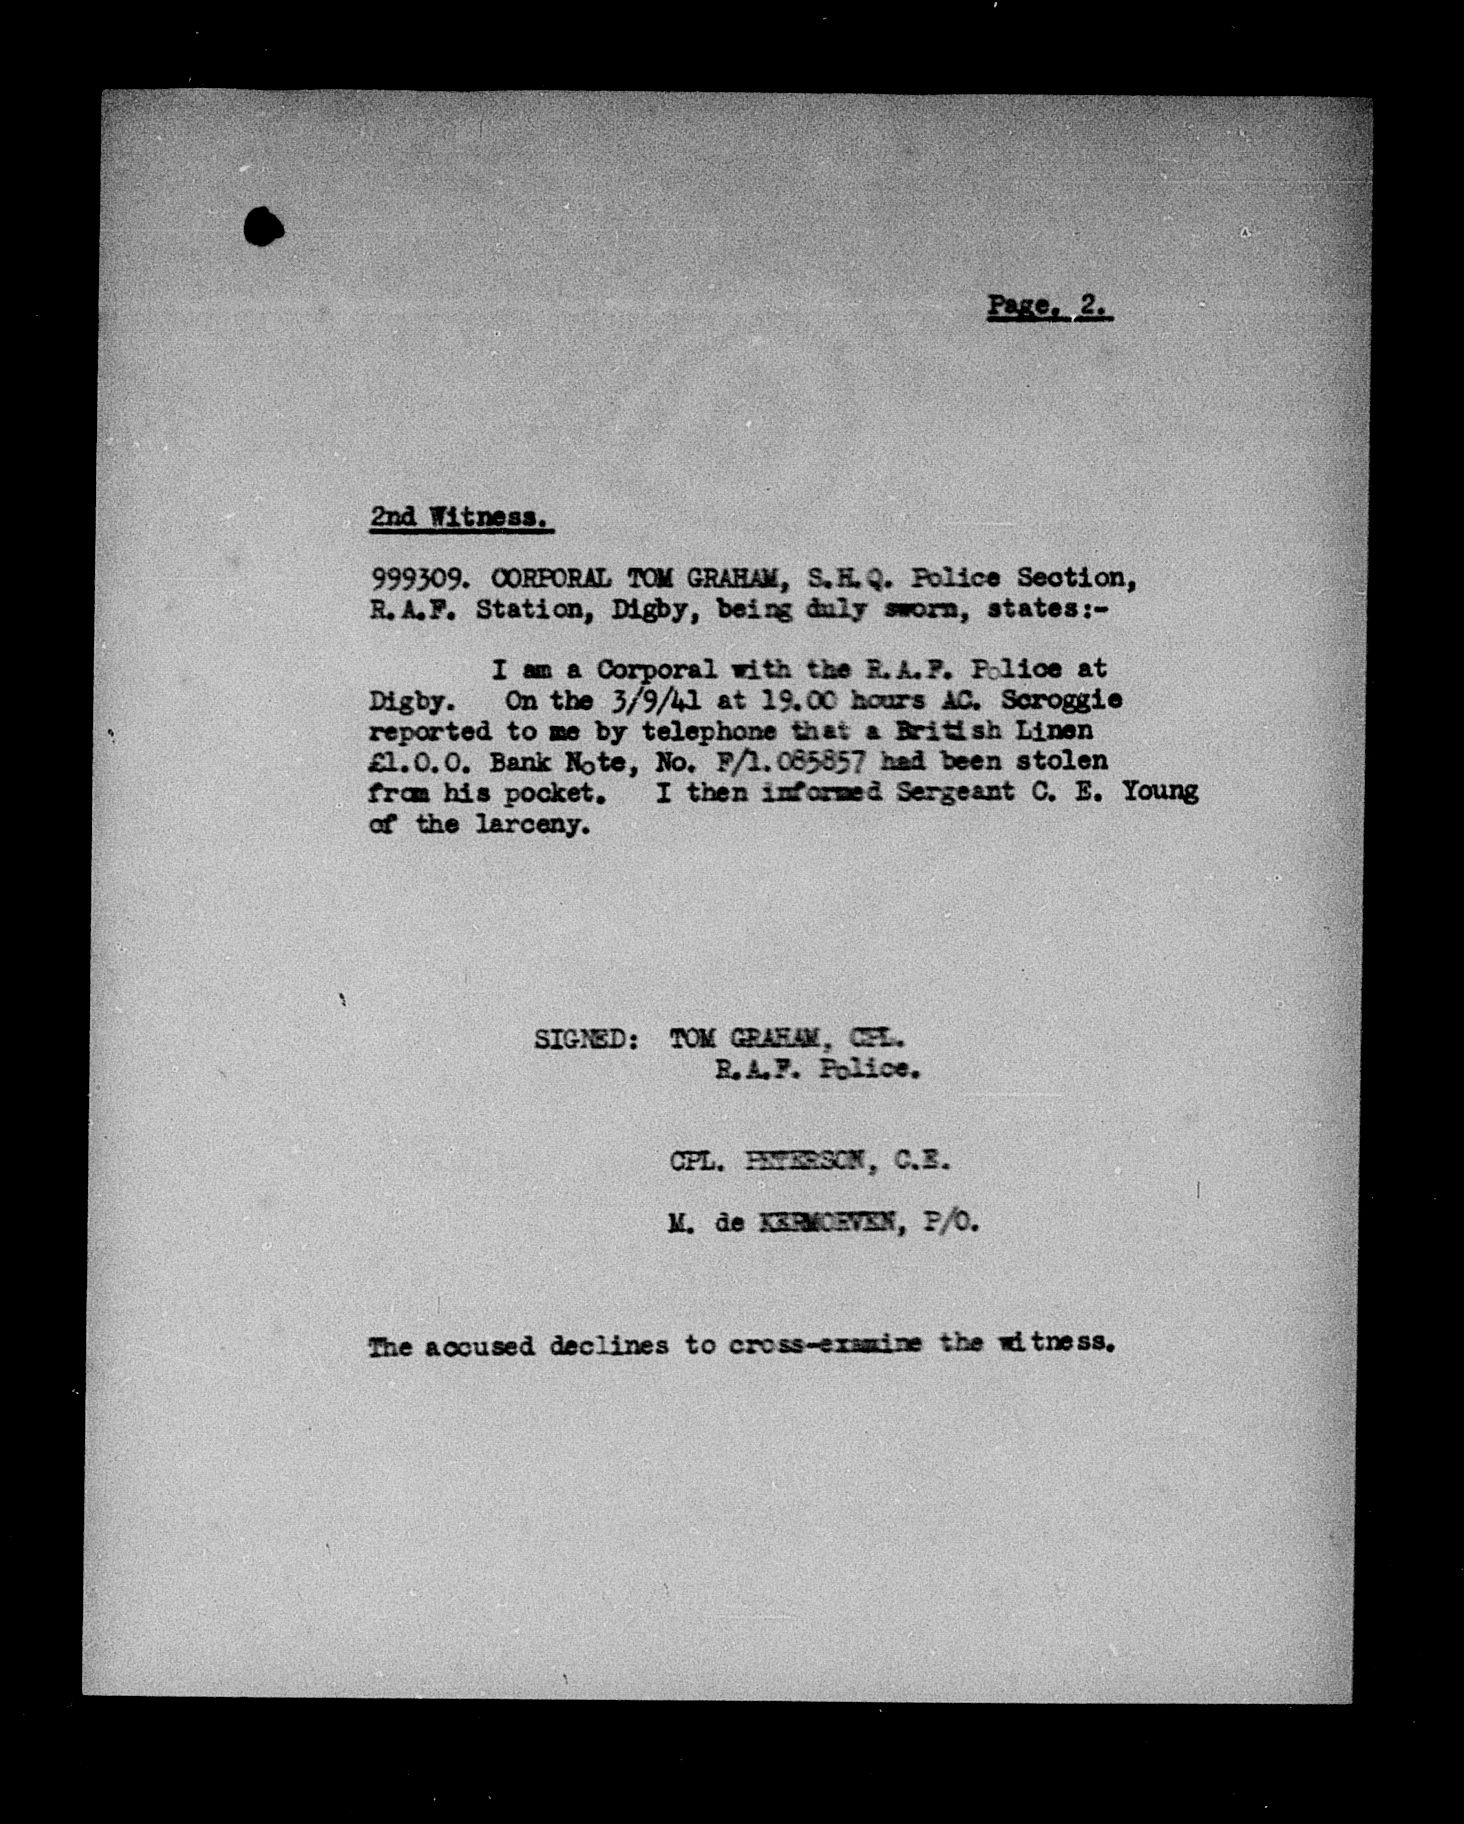 Page. 2.
2nd Witness.
999309. CORPORAL TOM GRAHAM, S.H.Q. Police Section,
R.A.F. Station, Digby, being duly sworn, states:-
I am a Corporal with the R.A.F. Police at
Digby. On the 3/9/41 at 19.00 hours AC. Scroggie
reported to me by telephone that a British Linen
£1.0.0. Bank Note, No. F/1.085857 had been stolen
from his pocket. I then informed Sergeant C. E. Young
of the larceny.
SIGNED: TOM GRAHAM, CPL.
R.A.F. Police.
CPL. PETERSON, C.E.
M. de KERMOEVEN, P/O.
The accused declines to cross-examine the witness.